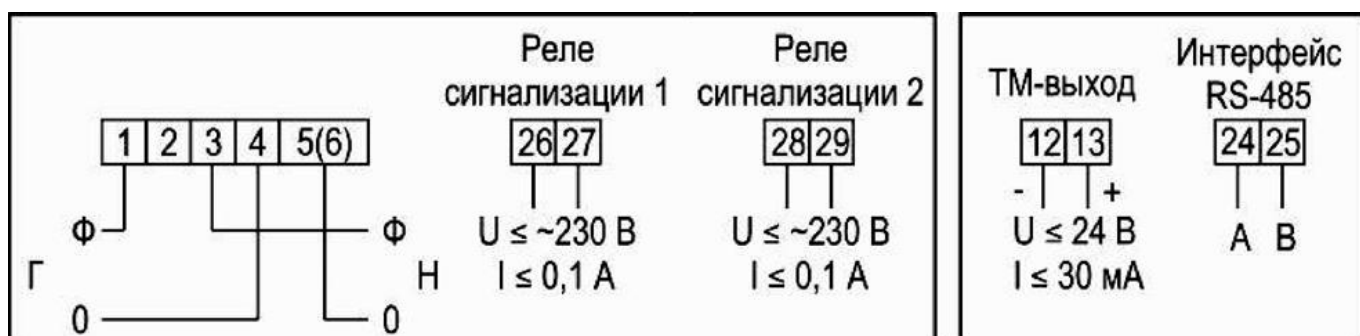 1 2 3 4 5(6)
Ф Ф
Г Н
0 0
Реле
сигнализации 1
26 27
U ≤ ~230 В
I ≤ 0,1 А
Реле
сигнализации 2
28 29
U ≤ ~230 В
I ≤ 0,1 А
ТМ-выход
12 13
- +
U ≤ 24 В
I ≤ 30 мА
Интерфейс
RS-485
24 25
А В